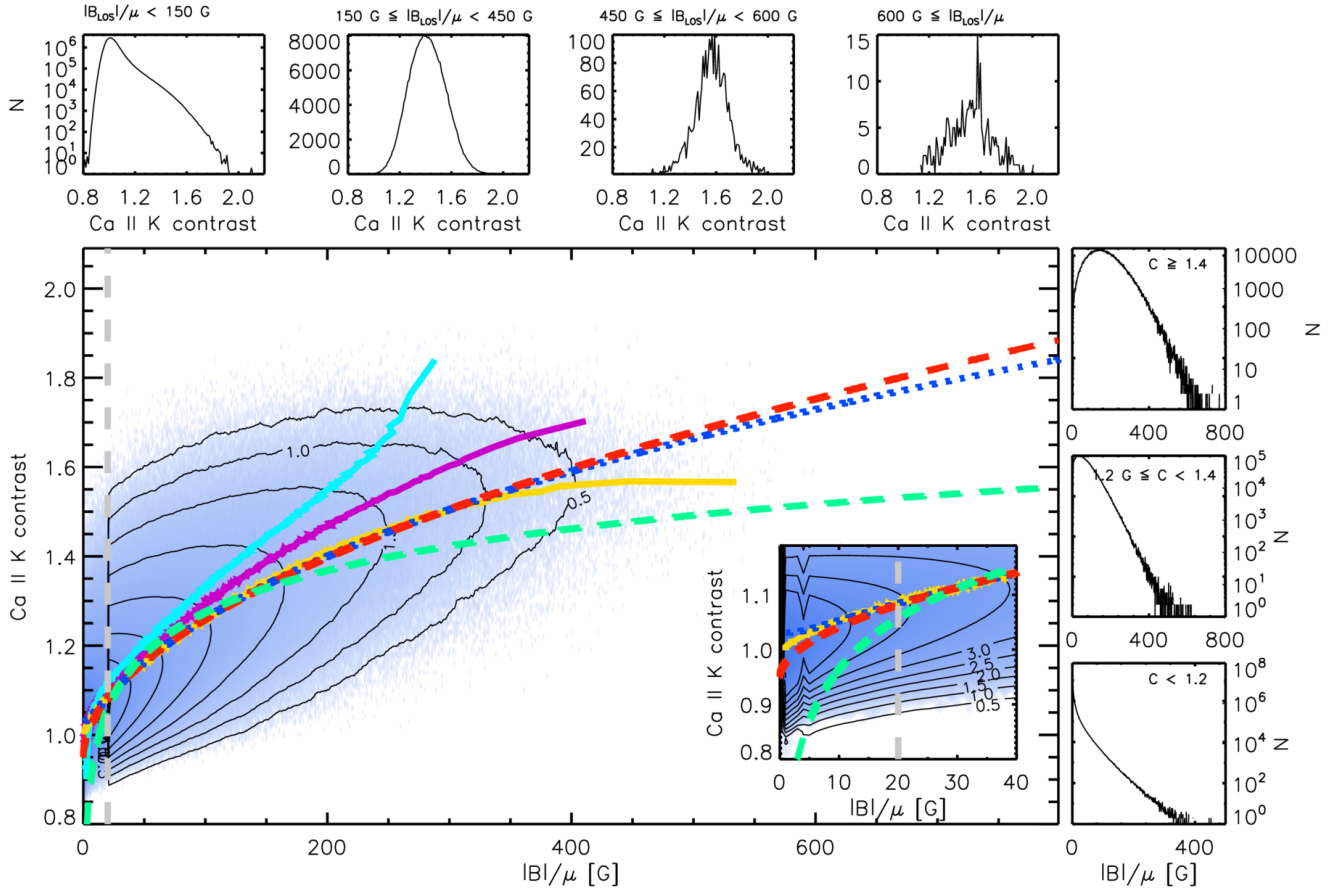 |B_LOS|/μ < 150 G
150 G ≦ |B_LOS|/μ < 450 G
450 G ≦ |B_LOS|/μ < 600 G
600 G ≦ |B_LOS|/μ
N
10^6
10^5
10^4
10^3
10^2
10^1
10^0
8000
6000
4000
2000
0
100
80
60
40
20
15
10
5
0
0.8 1.2 1.6 2.0
0.8 1.2 1.6 2.0
0.8 1.2 1.6 2.0
0.8 1.2 1.6 2.0
Ca II K contrast
Ca II K contrast
Ca II K contrast
Ca II K contrast
Ca II K contrast
2.0
1.8
1.6
1.4
1.2
1.0
0.8
1.0
0.5
0 200 400 600
|B|/μ [G]
Ca II K contrast
1.1
1.0
0.9
0.8
3.0
2.5
2.0
1.5
1.0
0.5
0 10 20 30 40
|B|/μ [G]
C ≧ 1.4
10000
1000
100
10
1
N
0 400 800
1.2 G ≦ C < 1.4
10^5
10^4
10^3
10^2
10^1
10^0
N
0 400 800
C < 1.2
10^8
10^6
10^4
10^2
10^0
N
0 400